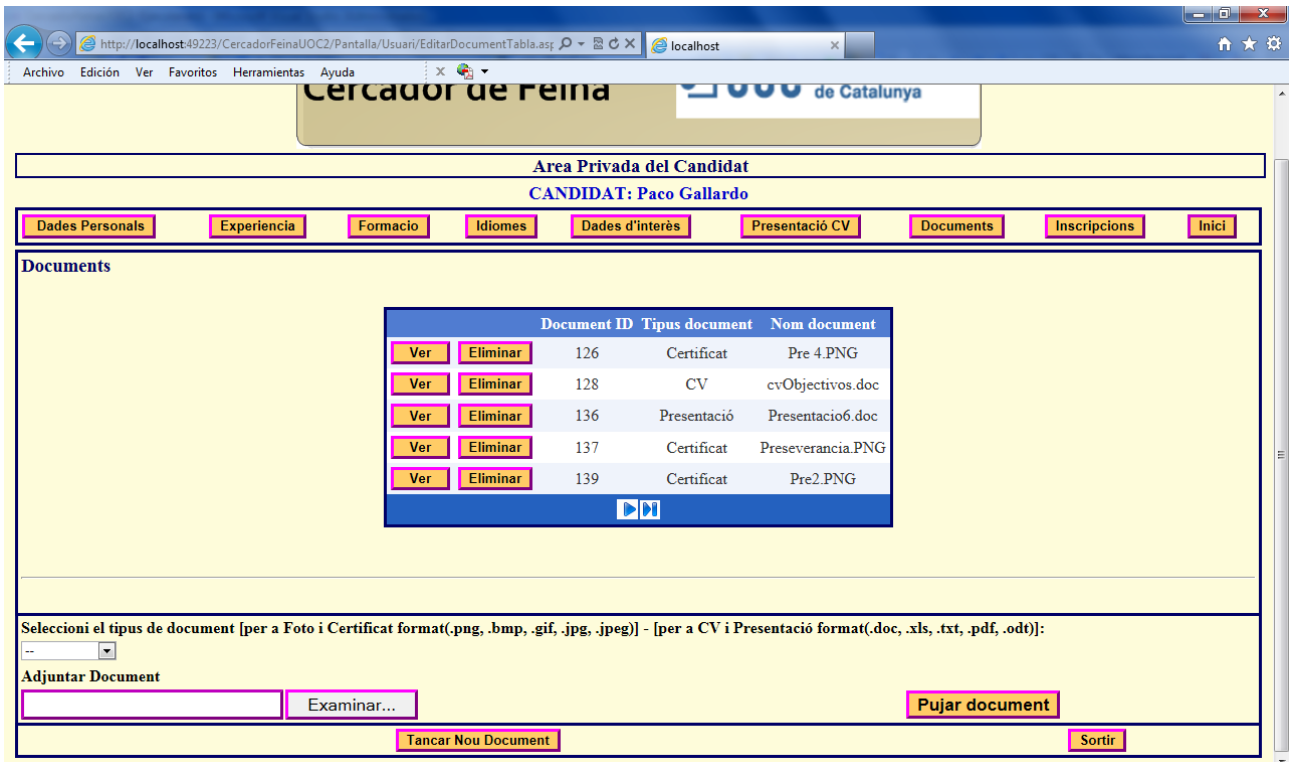 http://localhost:49223/CercadorFeinaUOC2/Pantalla/Usuari/EditarDocumentTabla.asp
localhost
Archivo Edición Ver Favoritos Herramientas Ayuda
Cercador de Feina
de Catalunya
Area Privada del Candidat
CANDIDAT: Paco Gallardo
Dades Personals Experiencia Formacio Idiomes Dades d'interès Presentació CV Documents Inscripcions Inici
Documents
Document ID Tipus document Nom document
Ver Eliminar 126 Certificat Pre 4.PNG
Ver Eliminar 128 CV cvObjectivos.doc
Ver Eliminar 136 Presentació Presentacio6.doc
Ver Eliminar 137 Certificat Preseverancia.PNG
Ver Eliminar 139 Certificat Pre2.PNG
Seleccioni el tipus de document [per a Foto i Certificat format(.png, .bmp, .gif, .jpg, .jpeg)] - [per a CV i Presentació format(.doc, .xls, .txt, .pdf, .odt)]:
--
Adjuntar Document
Examinar... Pujar document
Tancar Nou Document Sortir